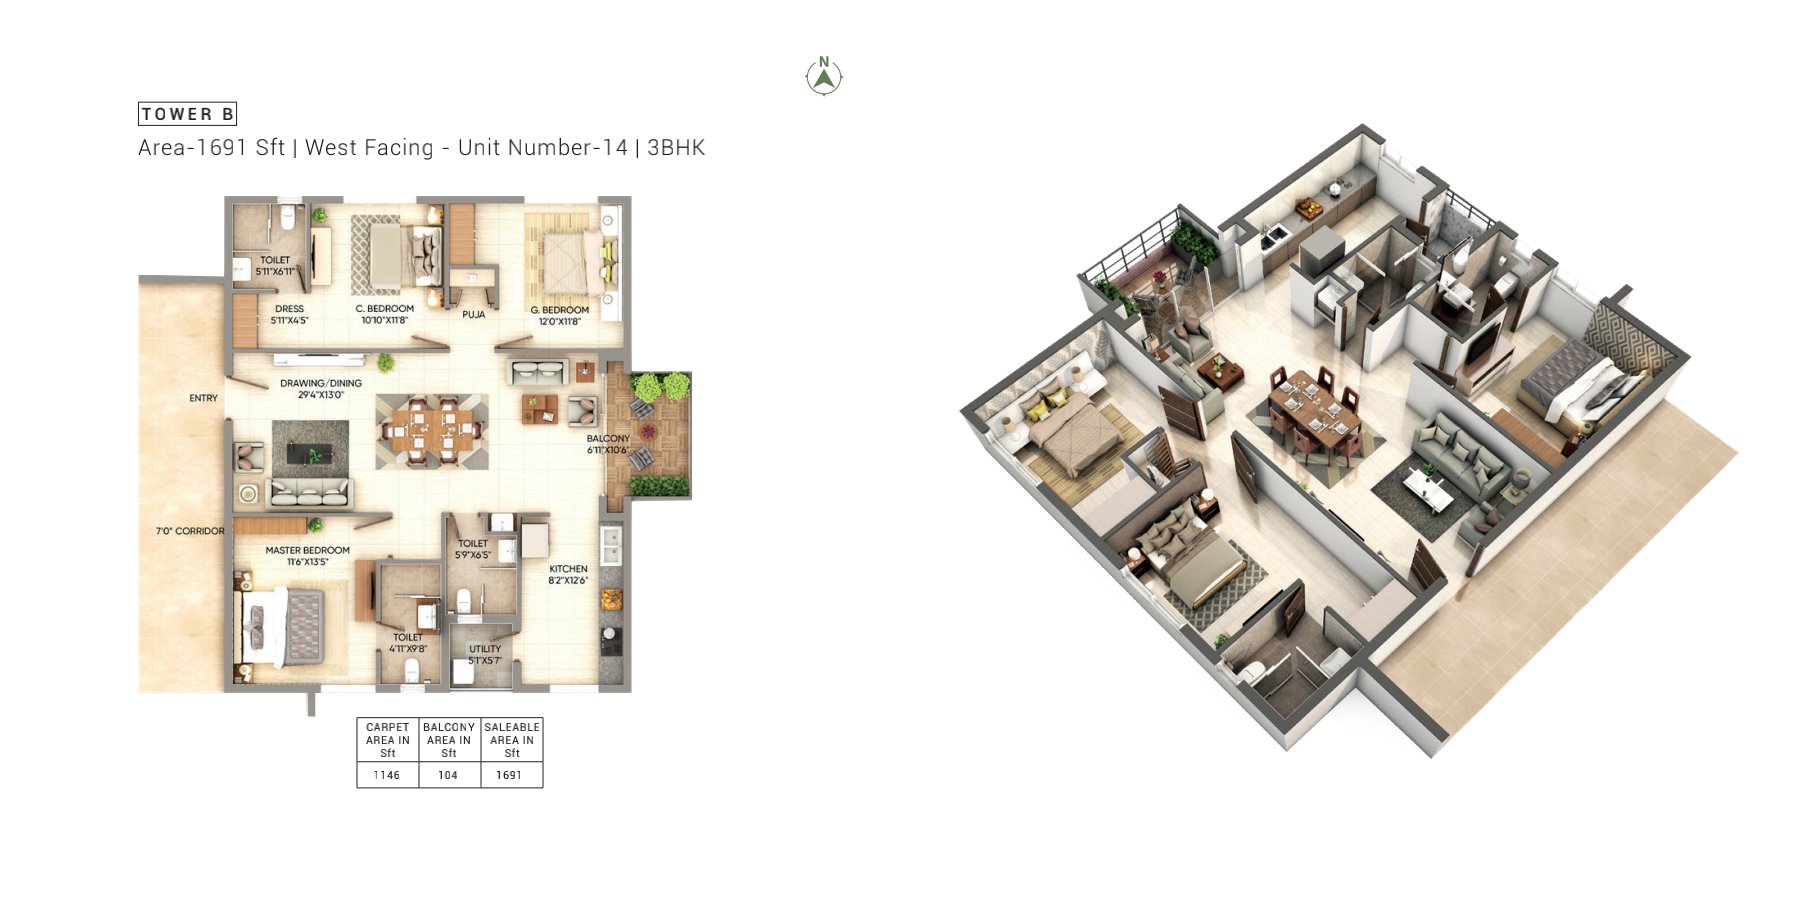 N
TOWER B
Area-1691 Sft | West Facing - Unit Number-14 | 3BHK
TOILET
5'11"X6'11"
DRESS
5'11"X4'5"
C. BEDROOM
10'10"X11'8"
PUJA
G. BEDROOM
12'0"X11'8"
DRAWING/DINING
29'4"X13'0"
ENTRY
BALCONY
6'11"X10'6"
7'0" CORRIDOR
MASTER BEDROOM
11'6"X13'5"
TOILET
5'9"X6'5"
KITCHEN
8'2"X12'6"
TOILET
4'11"X9'8"
UTILITY
5'1"X5'7"
CARPET
AREA IN
Sft
BALCONY
AREA IN
Sft
SALEABLE
AREA IN
Sft
1146
104
1691